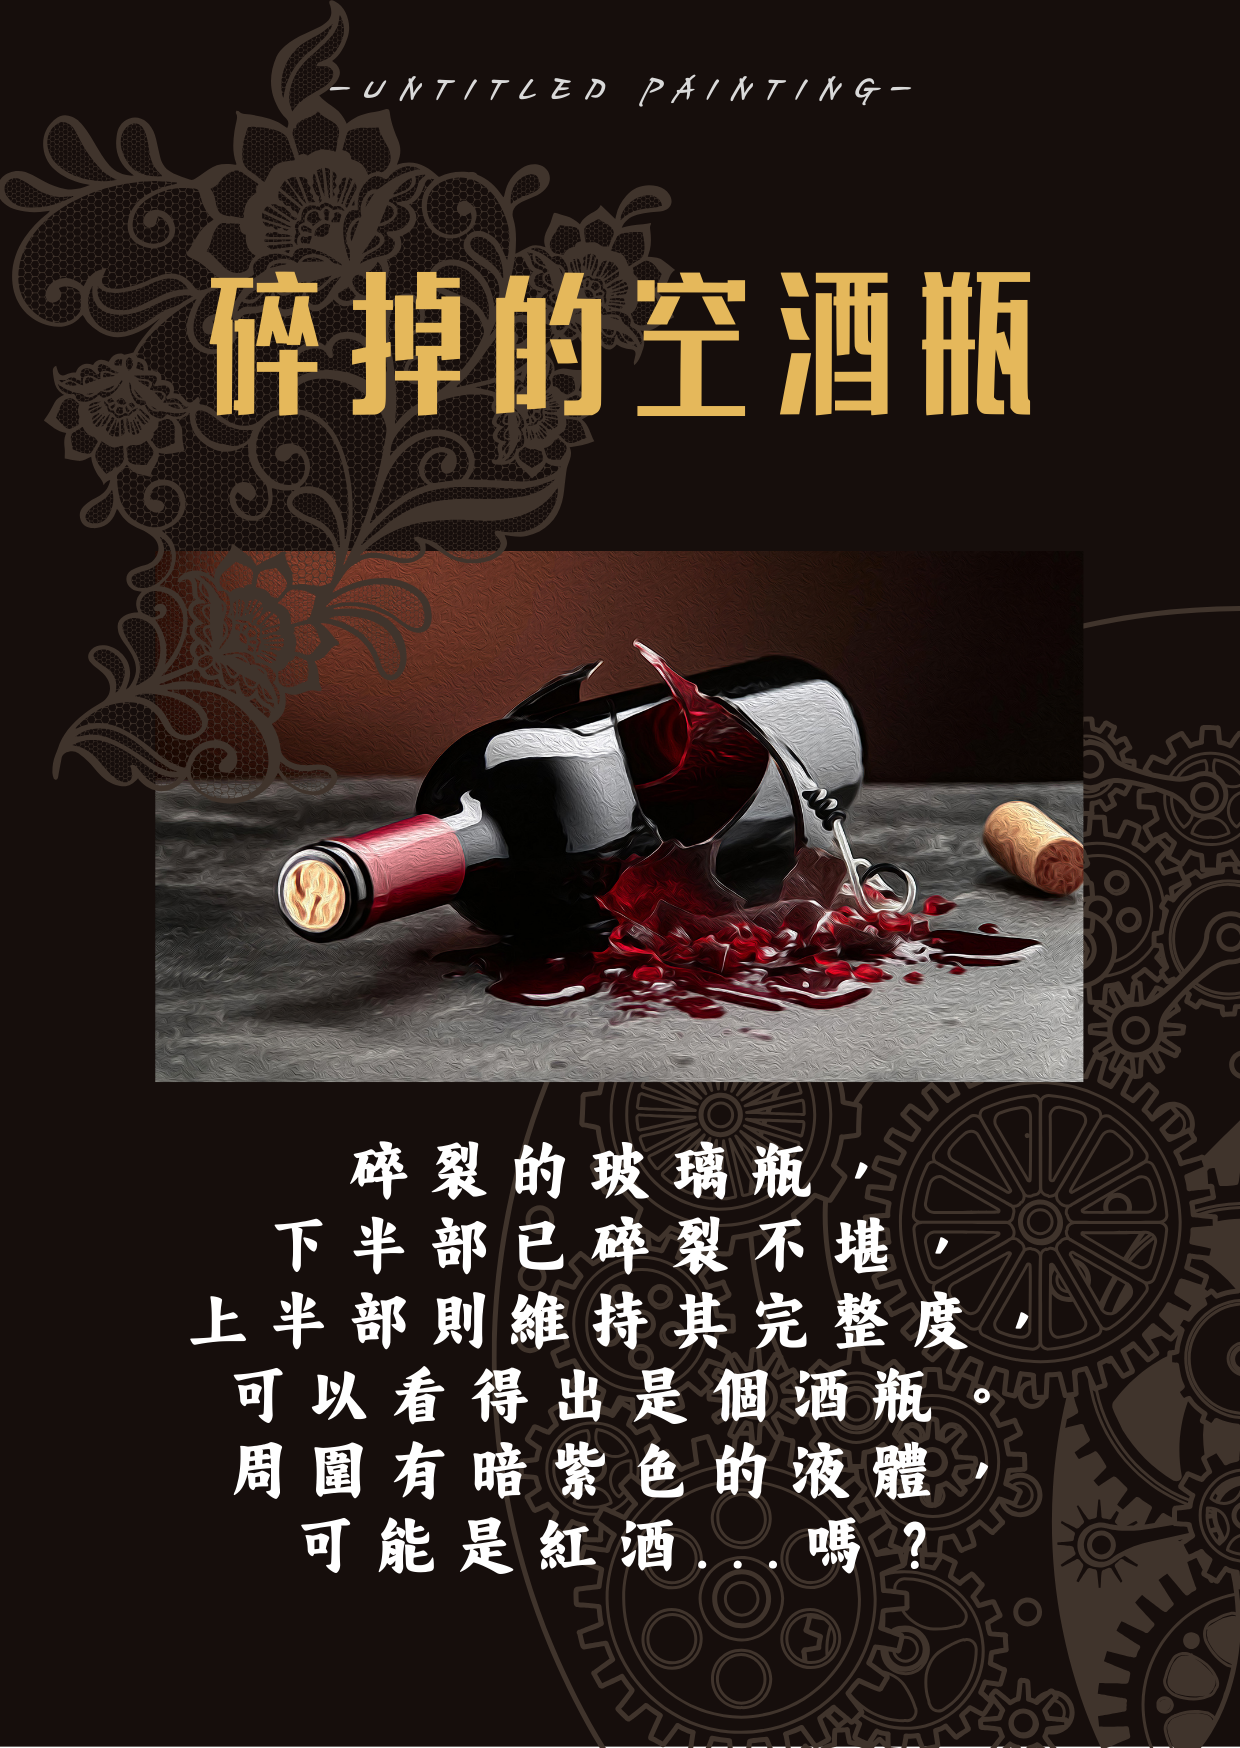 -UNTITLED PAINTING-
碎掉的空酒瓶
碎裂的玻璃瓶，
下半部已碎裂不堪，
上半部則維持其完整度，
可以看得出是個酒瓶。
周圍有暗紫色的液體，
可能是紅酒...嗎？